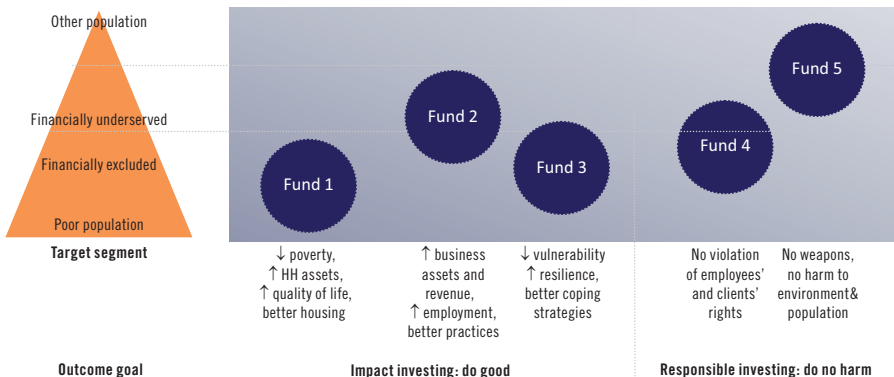 Other population
Financially underserved
Financially excluded
Poor population
Target segment
Fund 1
Fund 2
Fund 3
Fund 4
Fund 5
↓ poverty,
↑ HH assets,
↑ quality of life,
better housing
↑ business
assets and
revenue,
↑ employment,
better practices
↓ vulnerability
↑ resilience,
better coping
strategies
No violation
of employees’
and clients’
rights
No weapons,
no harm to
environment&
population
Outcome goal
Impact investing: do good
Responsible investing: do no harm